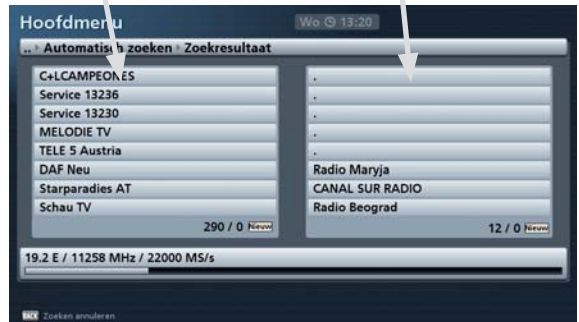 Hoofdmenu
Wo 13:20
.. › Automatisch zoeken › Zoekresultaat
C+LCAMPEONES
Service 13236
Service 13230
MELODIE TV
TELE 5 Austria
DAF Neu
Starparadies AT
Schau TV
290 / 0 Nieuw
.
.
.
.
.
Radio Maryja
CANAL SUR RADIO
Radio Beograd
12 / 0 Nieuw
19.2 E / 11258 MHz / 22000 MS/s
BACK Zoeken annuleren